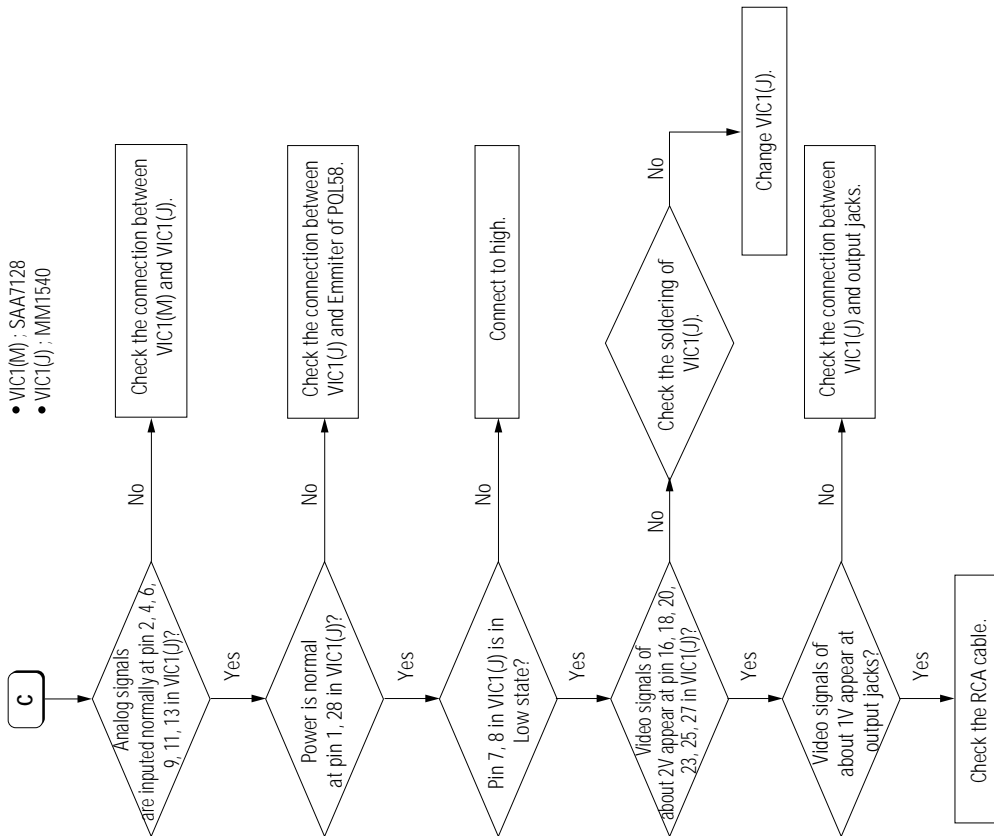 • VIC1(M) ; SAA7128
• VIC1(J) ; MM1540
C
Analog signals
are inputed normally at pin 2, 4, 6,
9, 11, 13 in VIC1(J)?
No
Check the connection between
VIC1(M) and VIC1(J).
Yes
Power is normal
at pin 1, 28 in VIC1(J)?
No
Check the connection between
VIC1(J) and Emmiter of PQL58.
Yes
Pin 7, 8 in VIC1(J) is in
Low state?
No
Connect to high.
Yes
Video signals of
about 2V appear at pin 16, 18, 20,
23, 25, 27 in VIC1(J)?
No
Check the soldering of
VIC1(J).
No
Change VIC1(J).
Yes
Video signals of
about 1V appear at
output jacks?
No
Check the connection between
VIC1(J) and output jacks.
Yes
Check the RCA cable.